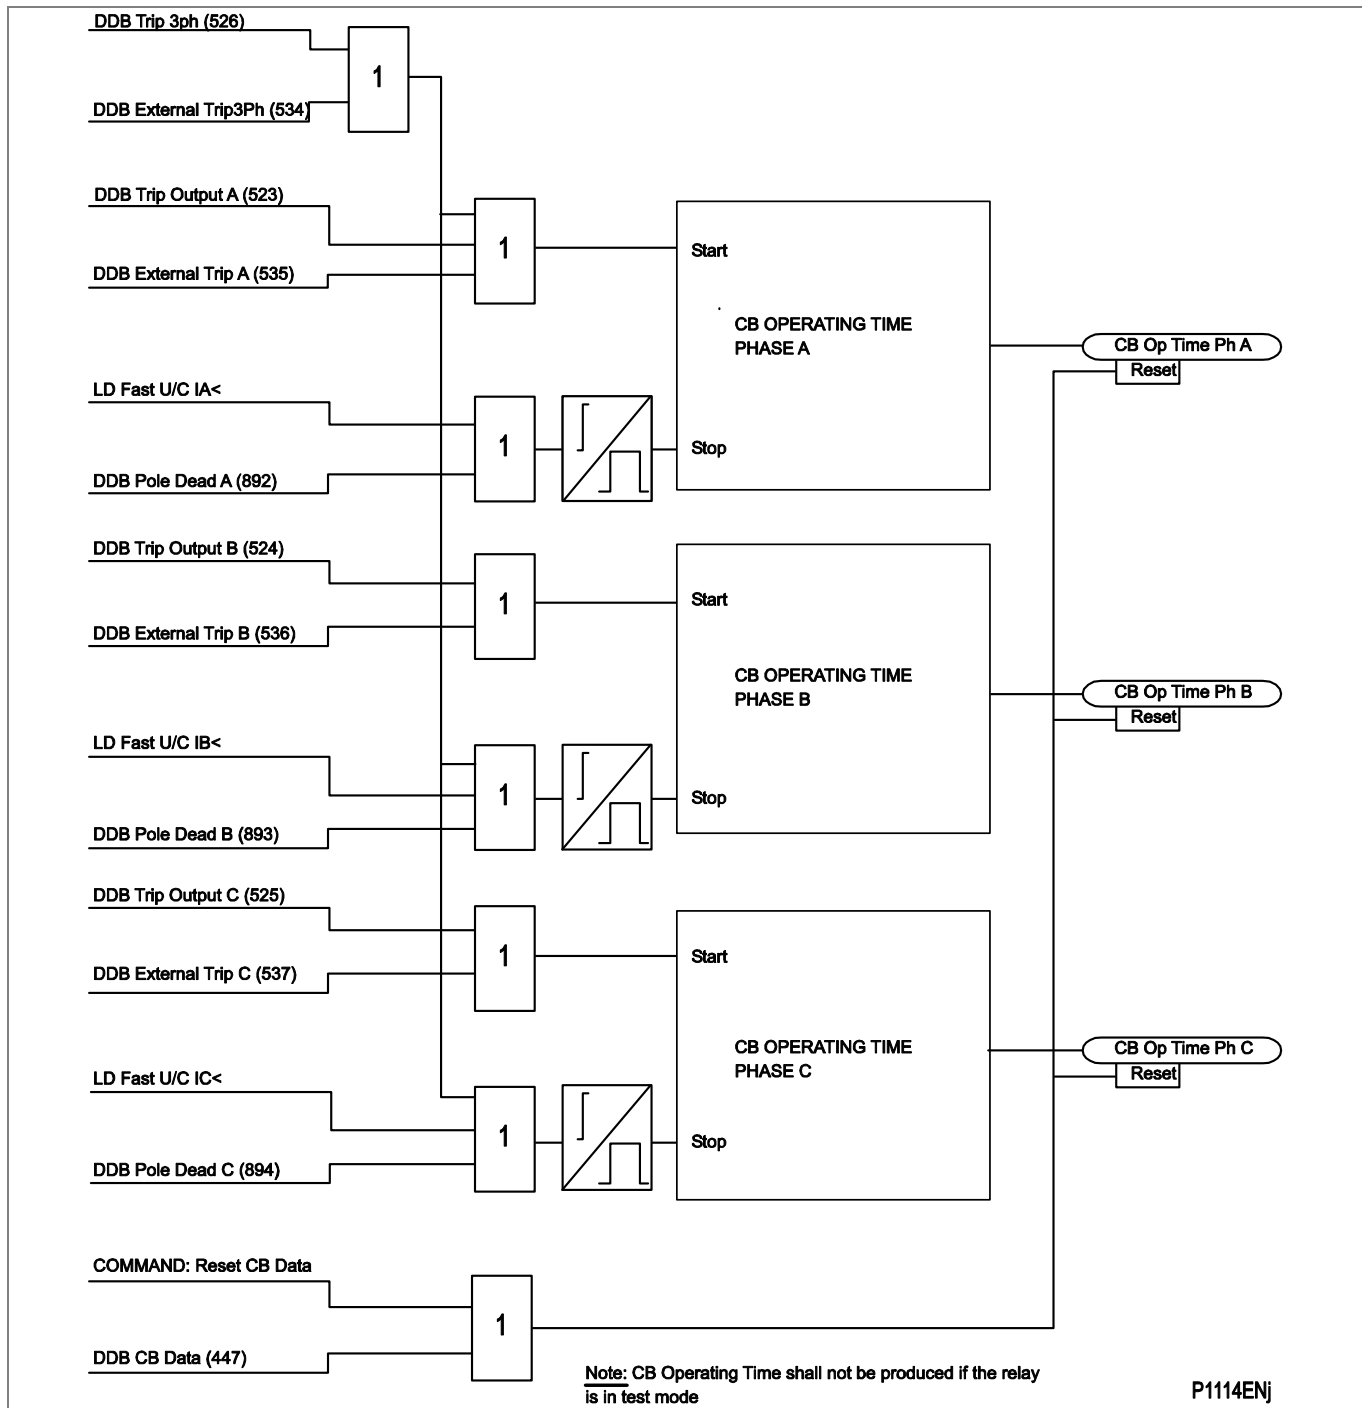 DDB Trip 3ph (526)
1
DDB External Trip3Ph (534)
DDB Trip Output A (523)
1
Start
DDB External Trip A (535)
CB OPERATING TIME
PHASE A
CB Op Time Ph A
Reset
LD Fast U/C IA<
1
Stop
DDB Pole Dead A (892)
DDB Trip Output B (524)
1
Start
DDB External Trip B (536)
CB OPERATING TIME
PHASE B
CB Op Time Ph B
Reset
LD Fast U/C IB<
1
Stop
DDB Pole Dead B (893)
DDB Trip Output C (525)
1
Start
DDB External Trip C (537)
CB OPERATING TIME
PHASE C
CB Op Time Ph C
Reset
LD Fast U/C IC<
1
Stop
DDB Pole Dead C (894)
COMMAND: Reset CB Data
1
DDB CB Data (447)
Note: CB Operating Time shall not be produced if the relay
is in test mode
P1114ENj